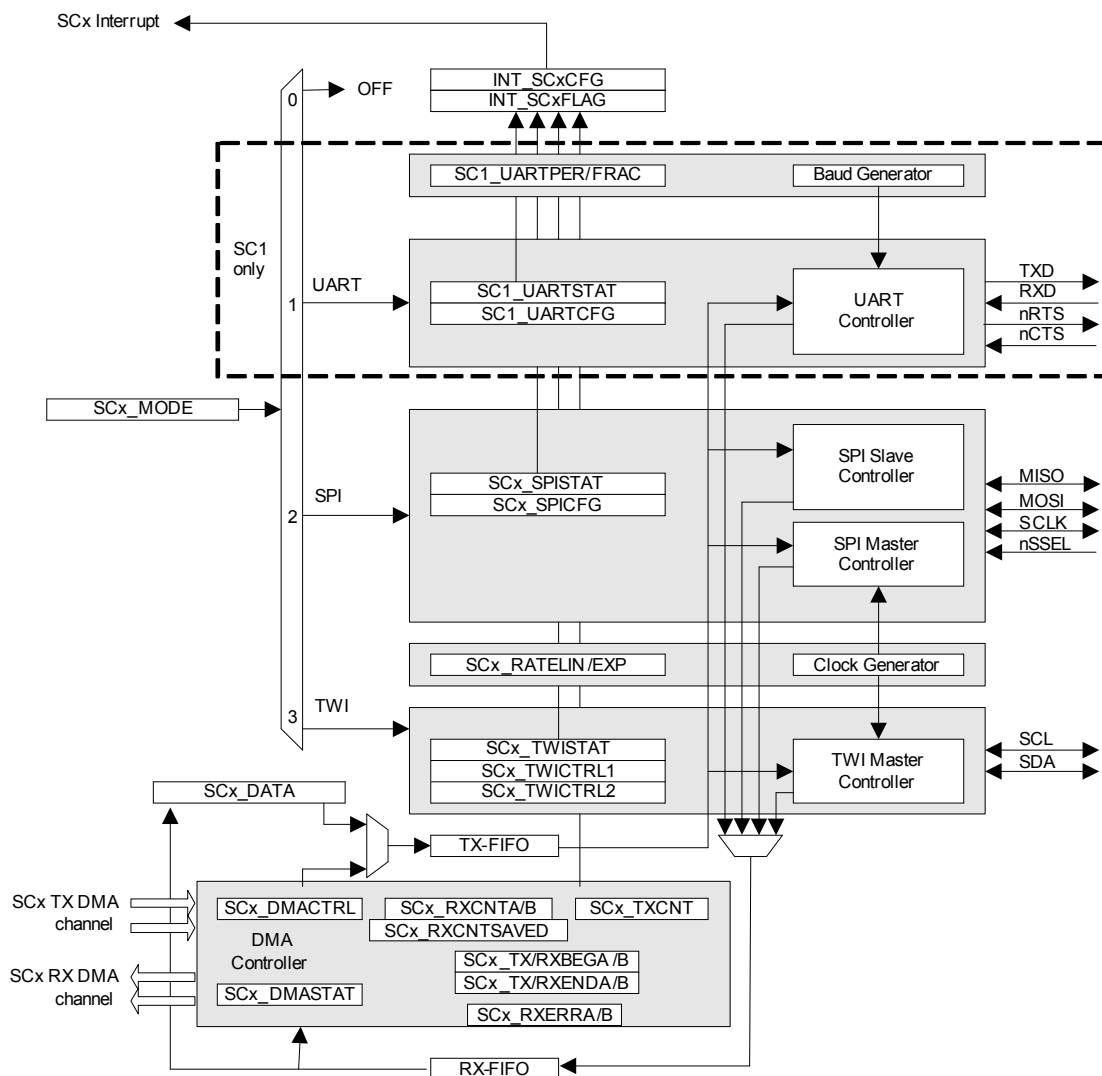 SCx Interrupt
INT_SCxCFG
INT_SCxFLAG
0
OFF
SC1_UARTPER/FRAC
Baud Generator
SC1
only
UART
1
SC1_UARTSTAT
SC1_UARTCFG
UART
Controller
TXD
RXD
nRTS
nCTS
SCx_MODE
SPI
2
SCx_SPISTAT
SCx_SPICFG
SPI Slave
Controller
SPI Master
Controller
MISO
MOSI
SCLK
nSSEL
SCx_RATELIN/EXP
Clock Generator
TWI
3
SCx_TWISTAT
SCx_TWICTRL1
SCx_TWICTRL2
TWI Master
Controller
SCL
SDA
SCx_DATA
TX-FIFO
SCx TX DMA
channel
SCx RX DMA
channel
SCx_DMACTRL
SCx_RXCNTA/B
SCx_TXCNT
SCx_RXCNTSAVED
DMA
Controller
SCx_TX/RXBEGA/B
SCx_TX/RXENDA/B
SCx_DMASTAT
SCx_RXERRA/B
RX-FIFO